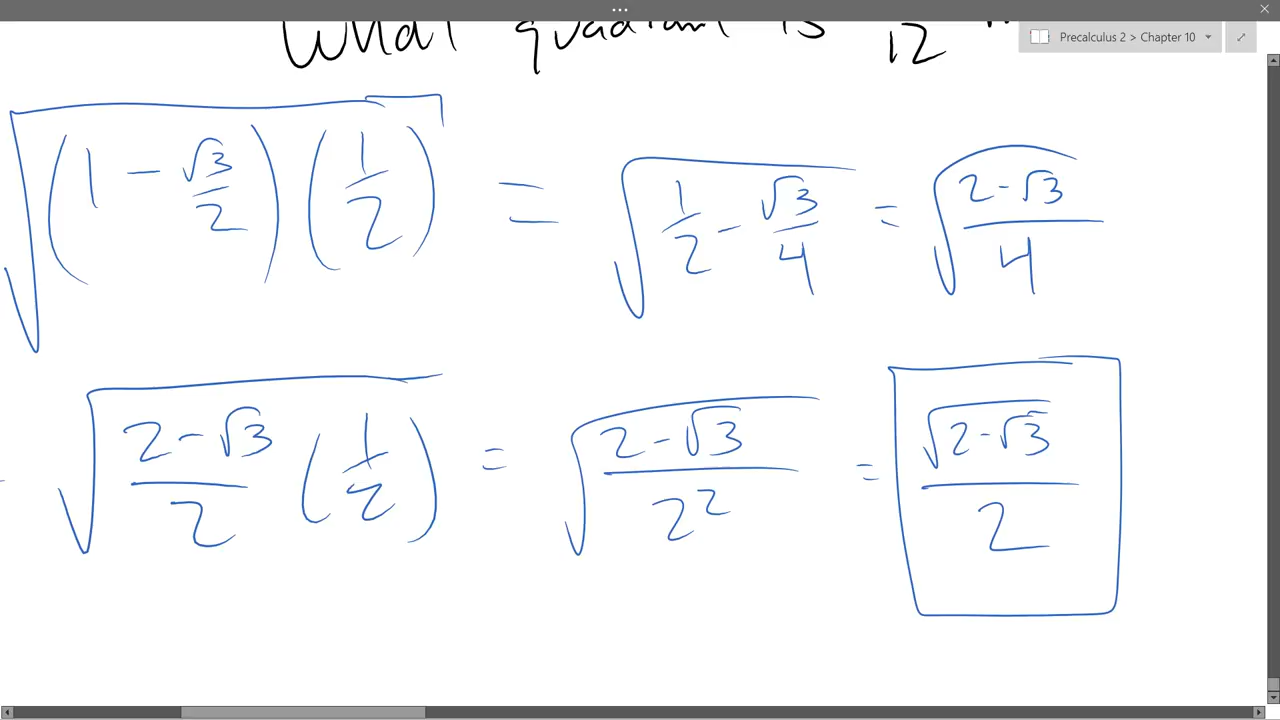 What quadrant is 12
Precalculus 2 > Chapter 10
√((1 - √3/2)(1/2)) = √(1/2 - √3/4) = √((2 - √3)/4)
√((2 - √3)/2 (1/2)) = √((2 - √3)/2²) = √(2 - √3)/2